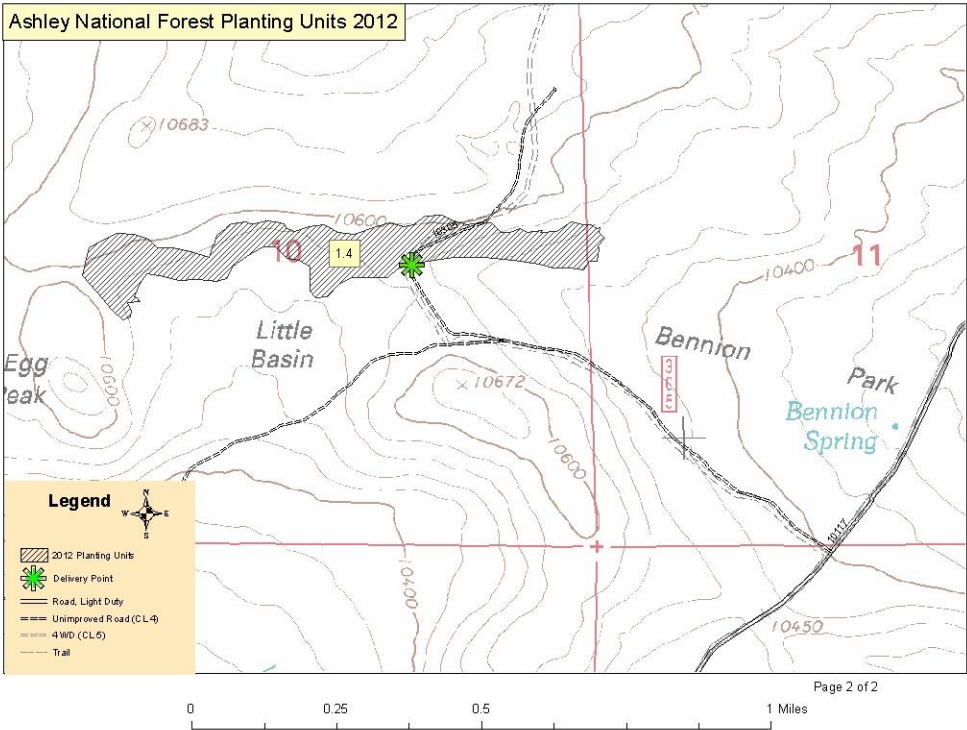 Ashley National Forest Planting Units 2012
10683
10600
10
1.4
11
10400
Little
Basin
Bennion
Park
Egg
Peak
10600
10672
Bennion
Spring
10600
10117
10400
10450
Legend
N
W
E
S
2012 Planting Units
Delivery Point
Road, Light Duty
Unimproved Road (CL4)
4WD (CL5)
Trail
Page 2 of 2
0
0.25
0.5
1 Miles